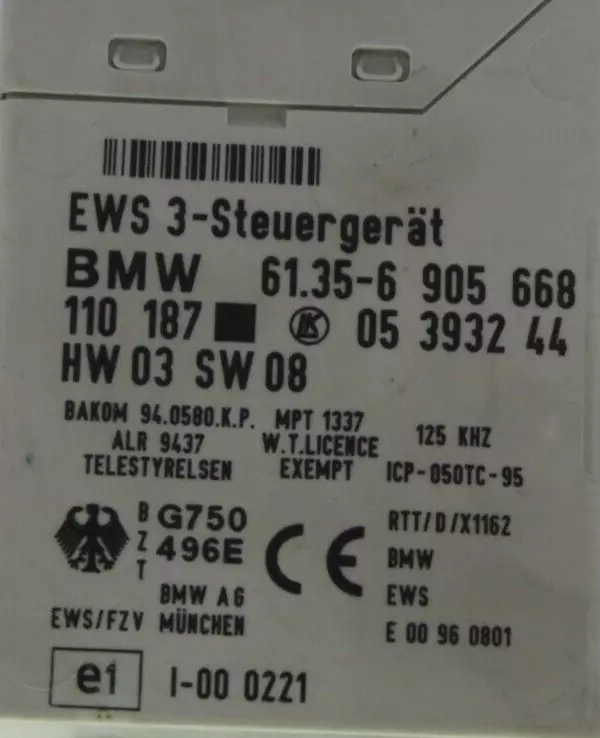 EWS 3-Steuergerät
BMW 61.35-6 905 668
110 187 K 05 3932 44
HW 03 SW 08
BAKOM 94.0580.K.P. MPT 1337
ALR 9437 W.T.LICENCE 125 KHZ
TELESTYRELSEN EXEMPT ICP-050TC-95
B Z T G750 496E CE RTT/D/X1162
BMW
BMW AG EWS
EWS/FZV MÜNCHEN E 00 96 0801
e1 I-00 0221